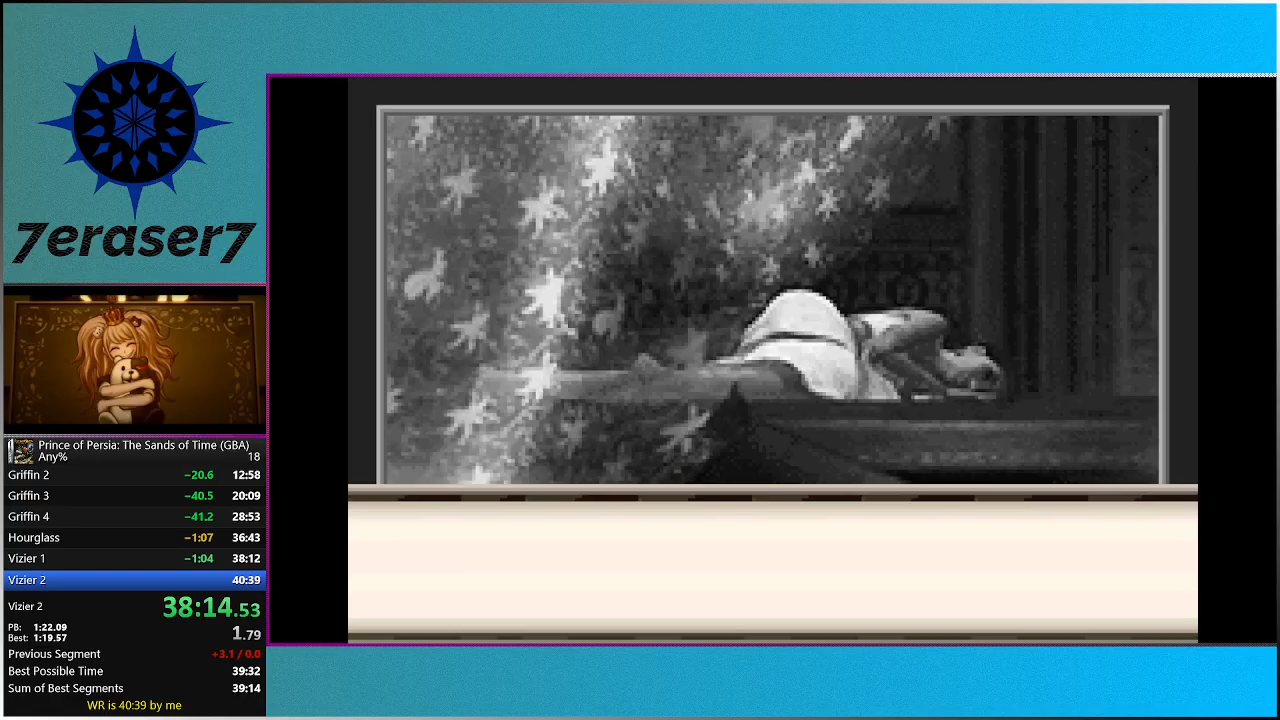 7eraser7
Prince of Persia: The Sands of Time (GBA)
Any% 18
Griffin 2 −20.6 12:58
Griffin 3 −40.5 20:09
Griffin 4 −41.2 28:53
Hourglass −1:07 36:43
Vizier 1 −1:04 38:12
Vizier 2 40:39
Vizier 2 38:14.53
PB: 1:22.09
Best: 1:19.57 1.79
Previous Segment +3.1 / 0.0
Best Possible Time 39:32
Sum of Best Segments 39:14
WR is 40:39 by me